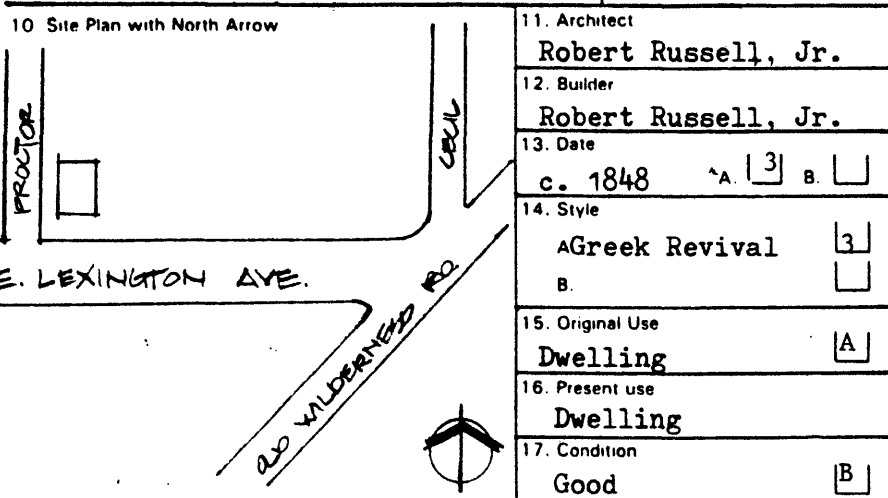 10 Site Plan with North Arrow
PROCTOR
CECIL
E. LEXINGTON AVE.
OLD WILDERNESS RD.
11. Architect
Robert Russell, Jr.
12. Builder
Robert Russell, Jr.
13. Date
c. 1848 A. 3 B.
14. Style
A Greek Revival 3
B.
15. Original Use
Dwelling A
16. Present use
Dwelling
17. Condition
Good B